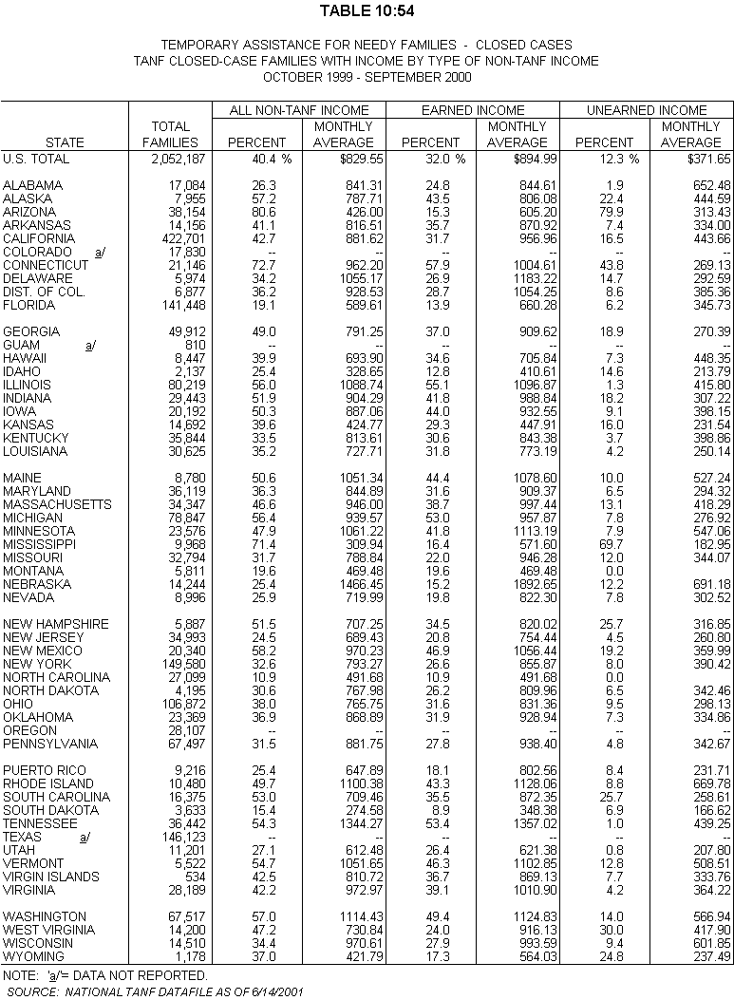 TABLE 10:54
TEMPORARY ASSISTANCE FOR NEEDY FAMILIES - CLOSED CASES
TANF CLOSED-CASE FAMILIES WITH INCOME BY TYPE OF NON-TANF INCOME
OCTOBER 1999 - SEPTEMBER 2000
ALL NON-TANF INCOME EARNED INCOME UNEARNED INCOME
TOTAL MONTHLY MONTHLY MONTHLY
STATE FAMILIES PERCENT AVERAGE PERCENT AVERAGE PERCENT AVERAGE
U.S. TOTAL 2,052,187 40.4 % $829.55 32.0 % $894.99 12.3 % $371.65
ALABAMA 17,084 26.3 841.31 24.8 844.61 1.9 652.48
ALASKA 7,955 57.2 787.71 43.5 806.08 22.4 444.59
ARIZONA 38,154 80.6 426.00 15.3 605.20 79.9 313.43
ARKANSAS 14,156 41.1 816.51 35.7 870.92 7.4 334.00
CALIFORNIA 422,701 42.7 881.62 31.7 956.96 16.5 443.66
COLORADO a/ 17,830 -- -- -- -- -- --
CONNECTICUT 21,146 72.7 962.20 57.9 1004.61 43.8 269.13
DELAWARE 5,974 34.2 1055.17 26.9 1183.22 14.7 292.59
DIST. OF COL. 6,877 36.2 928.53 28.7 1054.25 8.6 385.36
FLORIDA 141,448 19.1 589.61 13.9 660.28 6.2 345.73
GEORGIA 49,912 49.0 791.25 37.0 909.62 18.9 270.39
GUAM a/ 810 -- -- -- -- -- --
HAWAII 8,447 39.9 693.90 34.6 705.84 7.3 448.35
IDAHO 2,137 25.4 328.65 12.8 410.61 14.6 213.79
ILLINOIS 80,219 56.0 1088.74 55.1 1096.87 1.3 415.80
INDIANA 29,443 51.9 904.29 41.8 988.84 18.2 307.22
IOWA 20,192 50.3 887.06 44.0 932.55 9.1 398.15
KANSAS 14,692 39.6 424.77 29.3 447.91 16.0 231.54
KENTUCKY 35,844 33.5 813.61 30.6 843.38 3.7 398.86
LOUISIANA 30,625 35.2 727.71 31.8 773.19 4.2 250.14
MAINE 8,780 50.6 1051.34 44.4 1078.60 10.0 527.24
MARYLAND 36,119 36.3 844.89 31.6 909.37 6.5 294.32
MASSACHUSETTS 34,347 46.6 946.00 38.7 997.44 13.1 418.29
MICHIGAN 78,847 56.4 939.57 53.0 957.87 7.8 276.92
MINNESOTA 23,576 47.9 1061.22 41.8 1113.19 7.9 547.06
MISSISSIPPI 9,968 71.4 309.94 16.4 571.60 69.7 182.95
MISSOURI 32,794 31.7 788.84 22.0 946.28 12.0 344.07
MONTANA 5,811 19.6 469.48 19.6 469.48 0.0
NEBRASKA 14,244 25.4 1466.45 15.2 1892.65 12.2 691.18
NEVADA 8,996 25.9 719.99 19.8 822.30 7.8 302.52
NEW HAMPSHIRE 5,887 51.5 707.25 34.5 820.02 25.7 316.85
NEW JERSEY 34,993 24.5 689.43 20.8 754.44 4.5 260.80
NEW MEXICO 20,340 58.2 970.23 46.9 1056.44 19.2 359.99
NEW YORK 149,580 32.6 793.27 26.6 855.87 8.0 390.42
NORTH CAROLINA 27,099 10.9 491.68 10.9 491.68 0.0
NORTH DAKOTA 4,195 30.6 767.98 26.2 809.96 6.5 342.46
OHIO 106,872 38.0 765.75 31.6 831.36 9.5 298.13
OKLAHOMA 23,369 36.9 868.89 31.9 928.94 7.3 334.86
OREGON 28,107 -- -- -- -- -- --
PENNSYLVANIA 67,497 31.5 881.75 27.8 938.40 4.8 342.67
PUERTO RICO 9,216 25.4 647.89 18.1 802.56 8.4 231.71
RHODE ISLAND 10,480 49.7 1100.38 43.3 1128.06 8.8 669.78
SOUTH CAROLINA 16,375 53.0 709.46 35.5 872.35 25.7 258.61
SOUTH DAKOTA 3,633 15.4 274.58 8.9 348.38 6.9 166.62
TENNESSEE 36,442 54.3 1344.27 53.4 1357.02 1.0 439.25
TEXAS a/ 146,123 -- -- -- -- -- --
UTAH 11,201 27.1 612.48 26.4 621.38 0.8 207.80
VERMONT 5,522 54.7 1051.65 46.3 1102.85 12.8 508.51
VIRGIN ISLANDS 534 42.5 810.72 36.7 869.13 7.7 333.76
VIRGINIA 28,189 42.2 972.97 39.1 1010.90 4.2 364.22
WASHINGTON 67,517 57.0 1114.43 49.4 1124.83 14.0 566.94
WEST VIRGINIA 14,200 47.2 730.84 24.0 916.13 30.0 417.90
WISCONSIN 14,510 34.4 970.61 27.9 993.59 9.4 601.85
WYOMING 1,178 37.0 421.79 17.3 564.03 24.8 237.49
NOTE: 'a/'= DATA NOT REPORTED.
SOURCE: NATIONAL TANF DATAFILE AS OF 6/14/2001